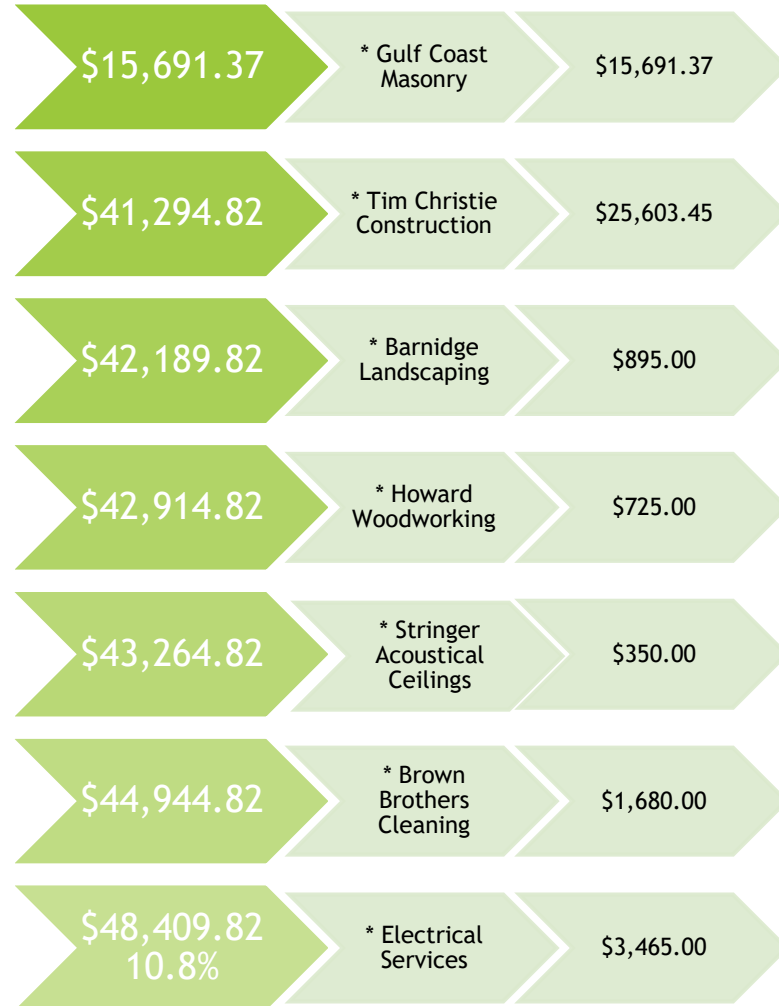 $15,691.37
* Gulf Coast
Masonry
$15,691.37
$41,294.82
* Tim Christie
Construction
$25,603.45
$42,189.82
* Barnidge
Landscaping
$895.00
$42,914.82
* Howard
Woodworking
$725.00
$43,264.82
* Stringer
Acoustical
Ceilings
$350.00
$44,944.82
* Brown
Brothers
Cleaning
$1,680.00
$48,409.82
10.8%
* Electrical
Services
$3,465.00